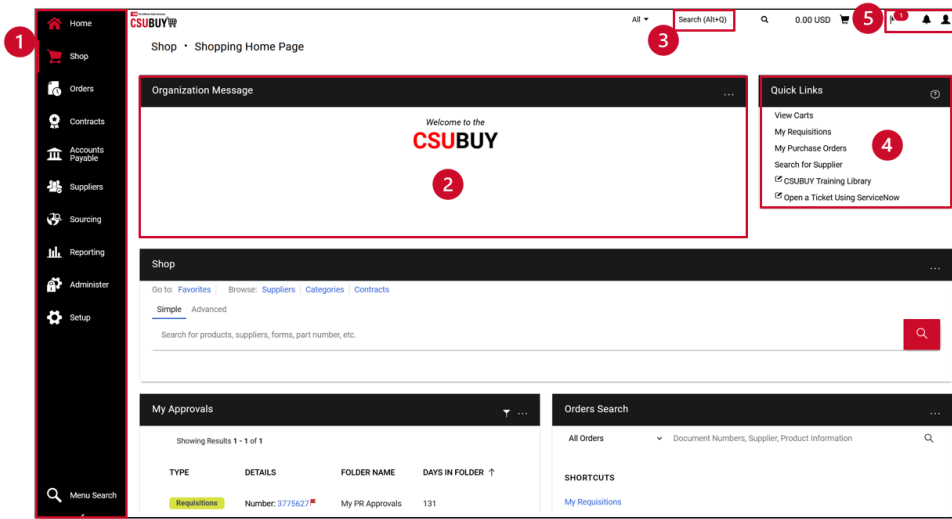 1
Home
Shop
Orders
Contracts
Accounts
Payable
Suppliers
Sourcing
Reporting
Administer
Setup
Menu Search
CSUBUY
All
Search (Alt+Q)
0.00 USD
5
1
3
Shop • Shopping Home Page
Organization Message
...
Welcome to the
CSUBUY
2
Quick Links
View Carts
My Requisitions
My Purchase Orders
Search for Supplier
CSUBUY Training Library
Open a Ticket Using ServiceNow
4
Shop
...
Go to: Favorites | Browse: Suppliers | Categories | Contracts
Simple Advanced
Search for products, suppliers, forms, part number, etc.
My Approvals
...
Showing Results 1 - 1 of 1
TYPE DETAILS FOLDER NAME DAYS IN FOLDER ↑
Requisitions Number: 3775627 My PR Approvals 131
Orders Search
...
All Orders Document Numbers, Supplier, Product Information
SHORTCUTS
My Requisitions